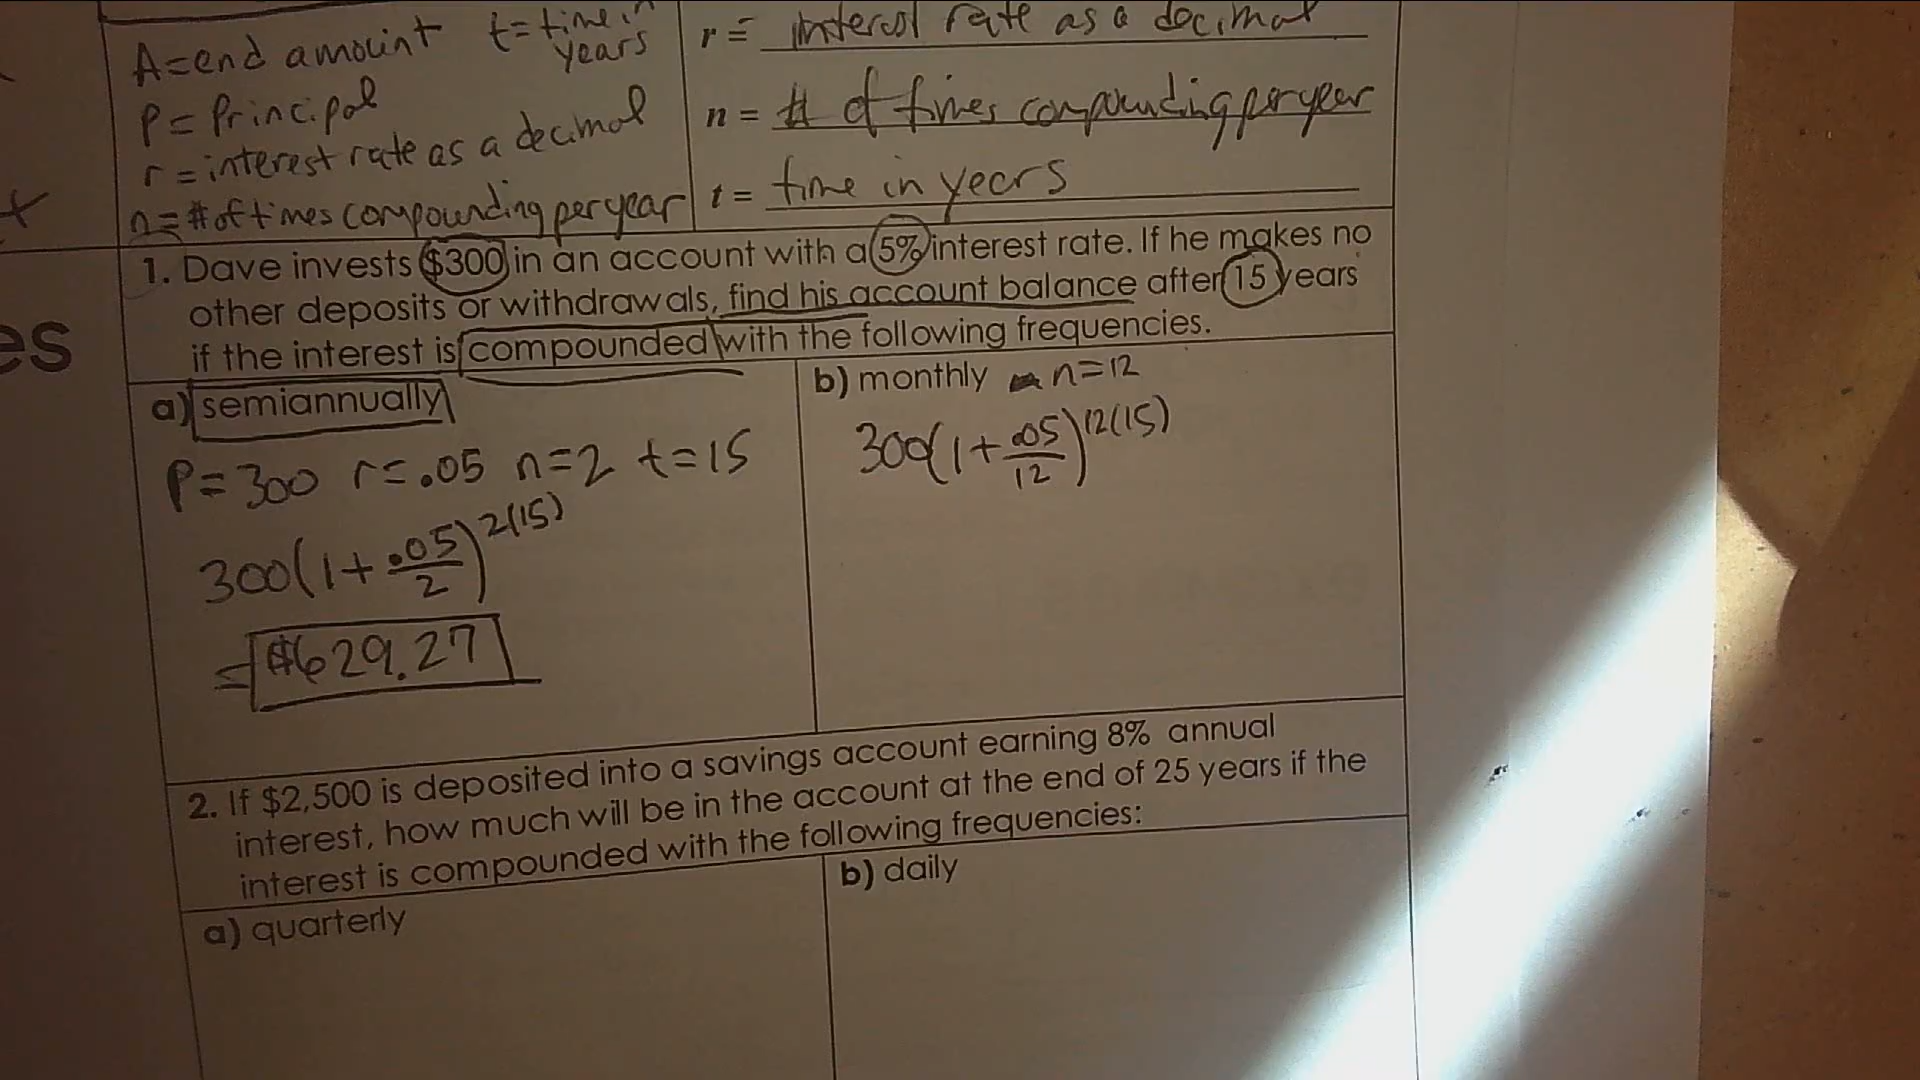 A=end amount t=time in
years
P=Principal
r=interest rate as a decimal
n=# of times compounding per year
r = interest rate as a decimal
n = # of times compounding per year
t = time in years
es
1. Dave invests $300 in an account with a 5% interest rate. If he makes no
other deposits or withdrawals, find his account balance after 15 years
if the interest is compounded with the following frequencies.
a) semiannually
P=300 r=.05 n=2 t=15
300(1+.05/2)^2(15)
=$629.27
b) monthly n=12
300(1+.05/12)^12(15)
2. If $2,500 is deposited into a savings account earning 8% annual
interest, how much will be in the account at the end of 25 years if the
interest is compounded with the following frequencies:
a) quarterly
b) daily